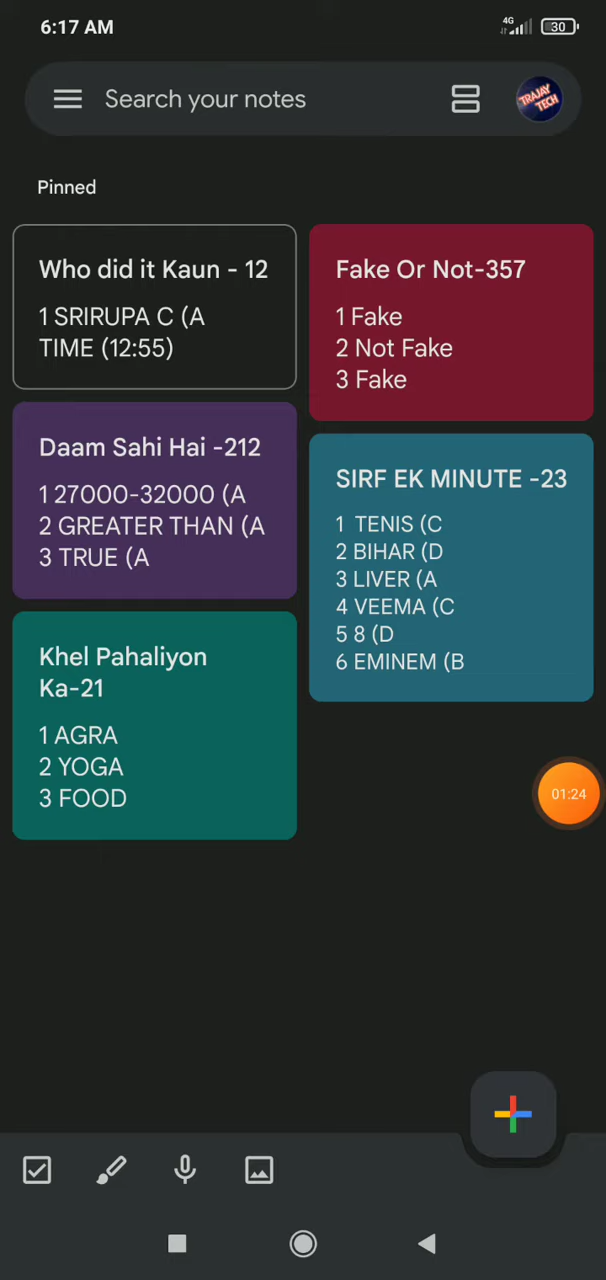 6:17 AM
4G
30
Search your notes
TRAJAY
TECH
Pinned
Who did it Kaun - 12
1 SRIRUPA C (A
TIME (12:55)
Fake Or Not-357
1 Fake
2 Not Fake
3 Fake
Daam Sahi Hai -212
1 27000-32000 (A
2 GREATER THAN (A
3 TRUE (A
SIRF EK MINUTE -23
1 TENIS (C
2 BIHAR (D
3 LIVER (A
4 VEEMA (C
5 8 (D
6 EMINEM (B
Khel Pahaliyon
Ka-21
1 AGRA
2 YOGA
3 FOOD
01:24